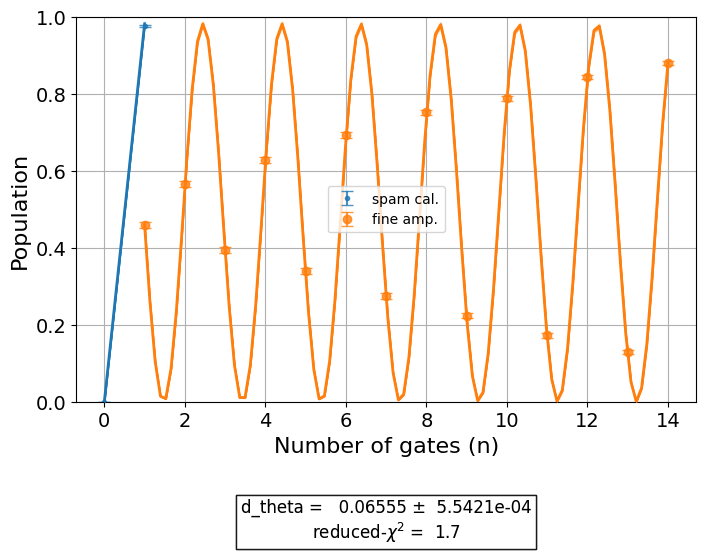 1.0
0.8
0.6
0.4
0.2
0.0
Population
spam cal.
fine amp.
0 2 4 6 8 10 12 14
Number of gates (n)
d_theta = 0.06555 ± 5.5421e-04
reduced-χ² = 1.7